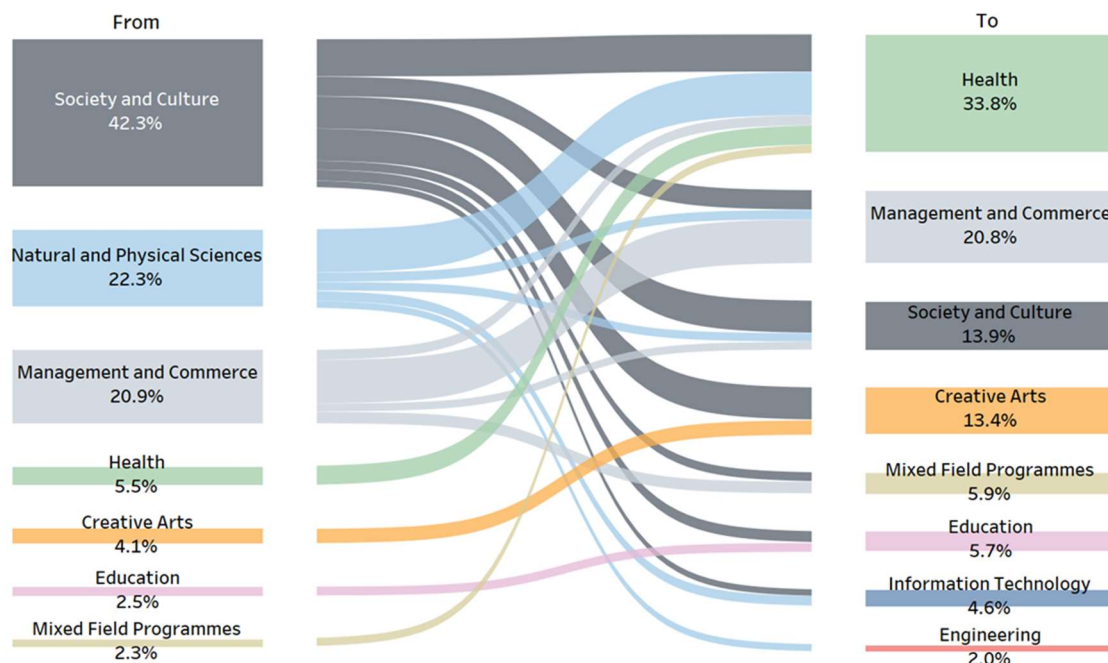 From
Society and Culture
42.3%
Natural and Physical Sciences
22.3%
Management and Commerce
20.9%
Health
5.5%
Creative Arts
4.1%
Education
2.5%
Mixed Field Programmes
2.3%
To
Health
33.8%
Management and Commerce
20.8%
Society and Culture
13.9%
Creative Arts
13.4%
Mixed Field Programmes
5.9%
Education
5.7%
Information Technology
4.6%
Engineering
2.0%